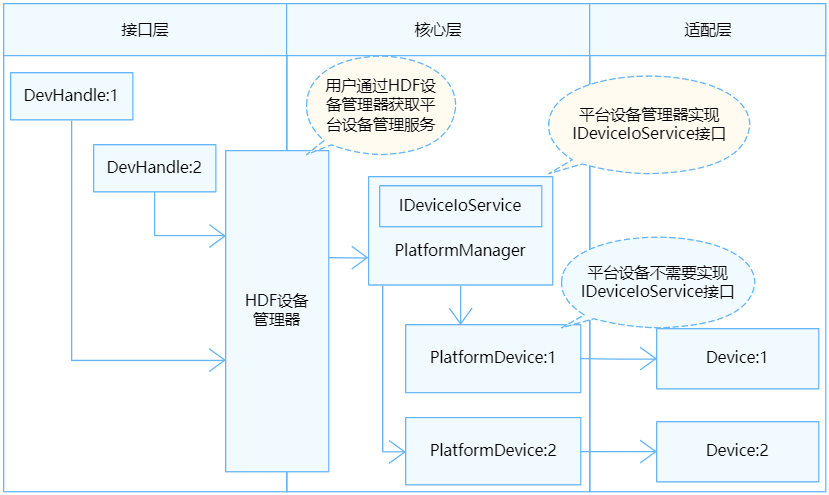 接口层
核心层
适配层
DevHandle:1
用户通过HDF设
备管理器获取平
台设备管理服务
平台设备管理器实现
IDeviceIoService接口
DevHandle:2
IDeviceIoService
PlatformManager
平台设备不需要实现
IDeviceIoService接口
HDF设备
管理器
PlatformDevice:1
Device:1
PlatformDevice:2
Device:2